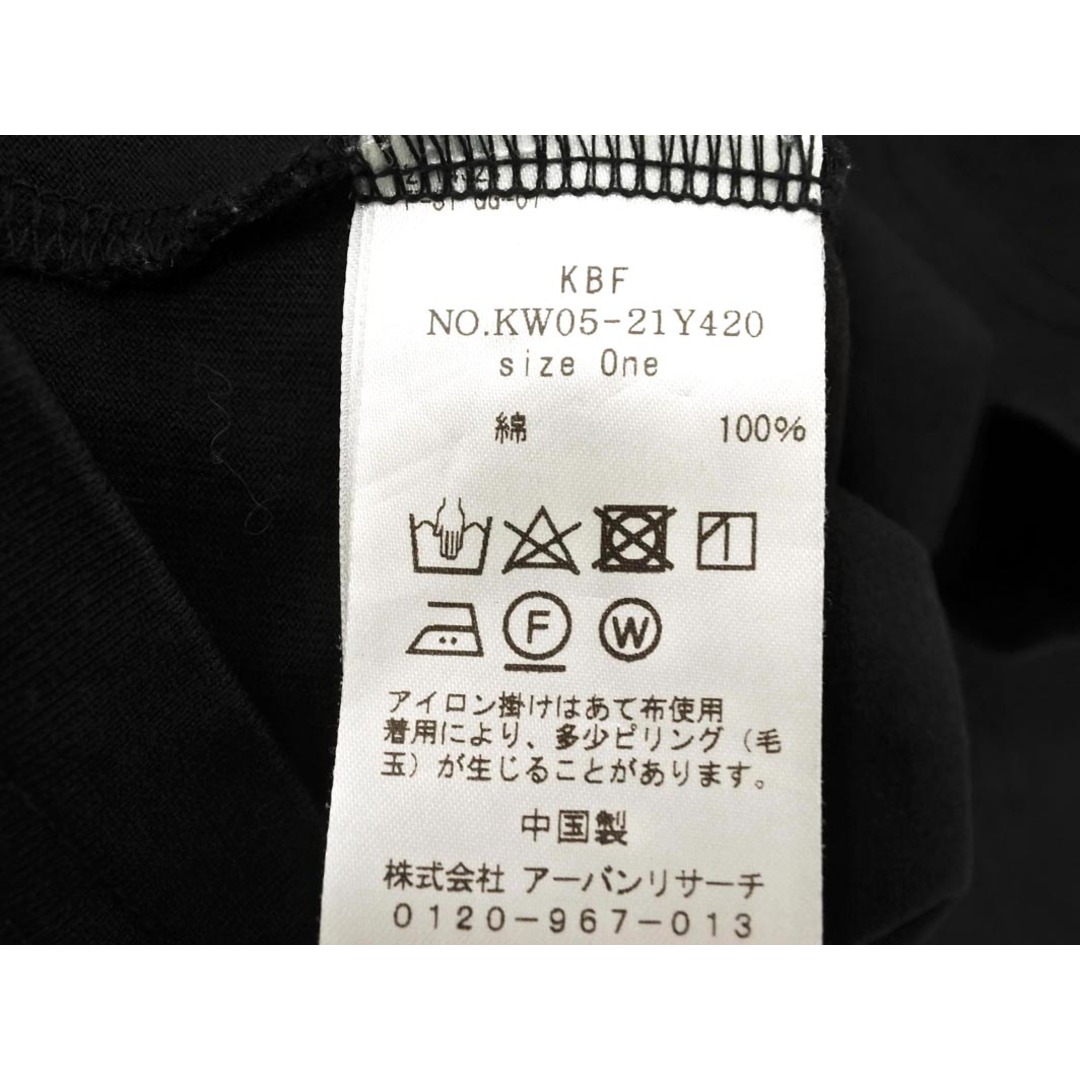 KBF
NO.KW05-21Y420
size One
綿 100%
F W
アイロン掛けはあて布使用
着用により、多少ピリング（毛
玉）が生じることがあります。
中国製
株式会社 アーバンリサーチ
0120-967-013